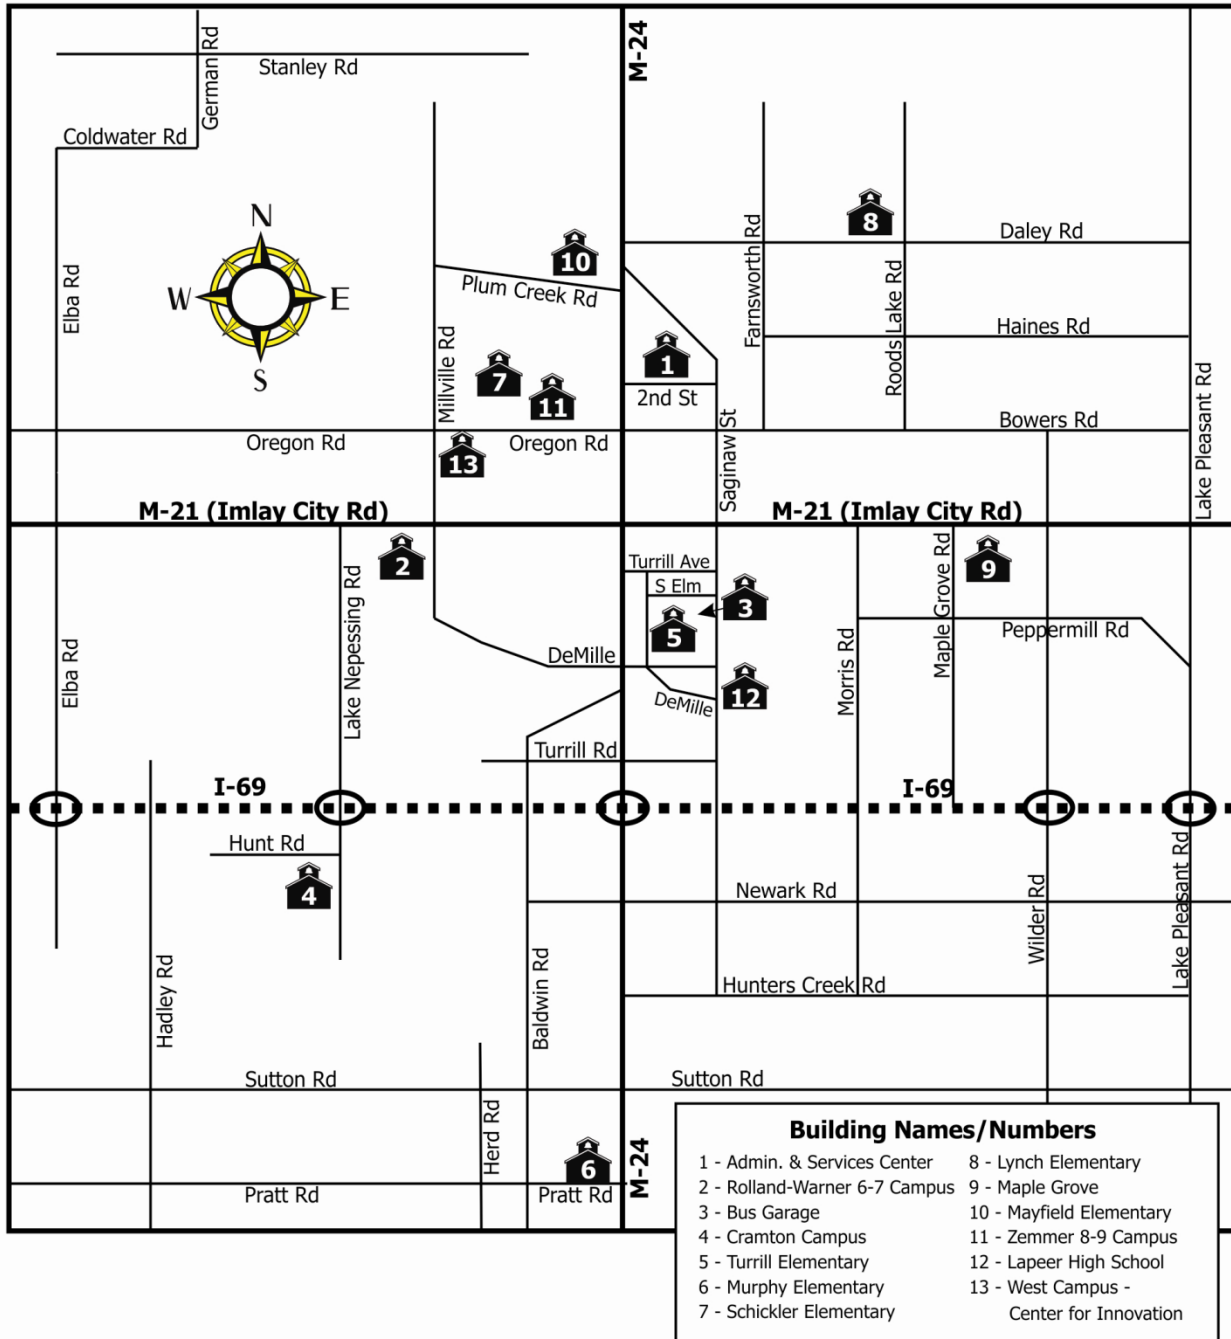 M-24
German Rd
Stanley Rd
Coldwater Rd
N
W
E
S
Elba Rd
8
Daley Rd
10
Plum Creek Rd
Farnsworth Rd
Roods Lake Rd
Haines Rd
Millville Rd
1
7
11
2nd St
Lake Pleasant Rd
Oregon Rd
Oregon Rd
Bowers Rd
13
Saginaw St
M-21 (Imlay City Rd)
M-21 (Imlay City Rd)
2
Turrill Ave
S Elm
3
9
Maple Grove Rd
Lake Nepessing Rd
5
Peppermill Rd
Elba Rd
DeMille
Morris Rd
DeMille
12
Turrill Rd
I-69
I-69
Hunt Rd
4
Newark Rd
Wilder Rd
Lake Pleasant Rd
Hadley Rd
Baldwin Rd
Hunters Creek Rd
Sutton Rd
Sutton Rd
Herd Rd
6
M-24
Pratt Rd
Pratt Rd
Building Names/Numbers
1 - Admin. & Services Center
2 - Rolland-Warner 6-7 Campus
3 - Bus Garage
4 - Cramton Campus
5 - Turrill Elementary
6 - Murphy Elementary
7 - Schickler Elementary
8 - Lynch Elementary
9 - Maple Grove
10 - Mayfield Elementary
11 - Zemmer 8-9 Campus
12 - Lapeer High School
13 - West Campus -
Center for Innovation